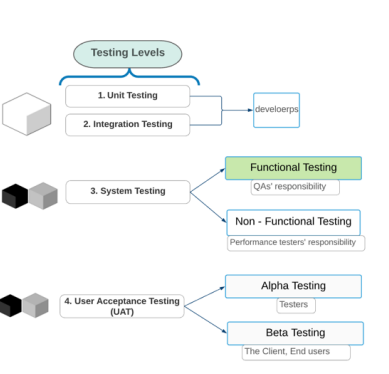 Testing Levels
1. Unit Testing
2. Integration Testing
develoerps
Functional Testing
QAs' responsibility
3. System Testing
Non - Functional Testing
Performance testers' responsibility
Alpha Testing
Testers
4. User Acceptance Testing
(UAT)
Beta Testing
The Client, End users